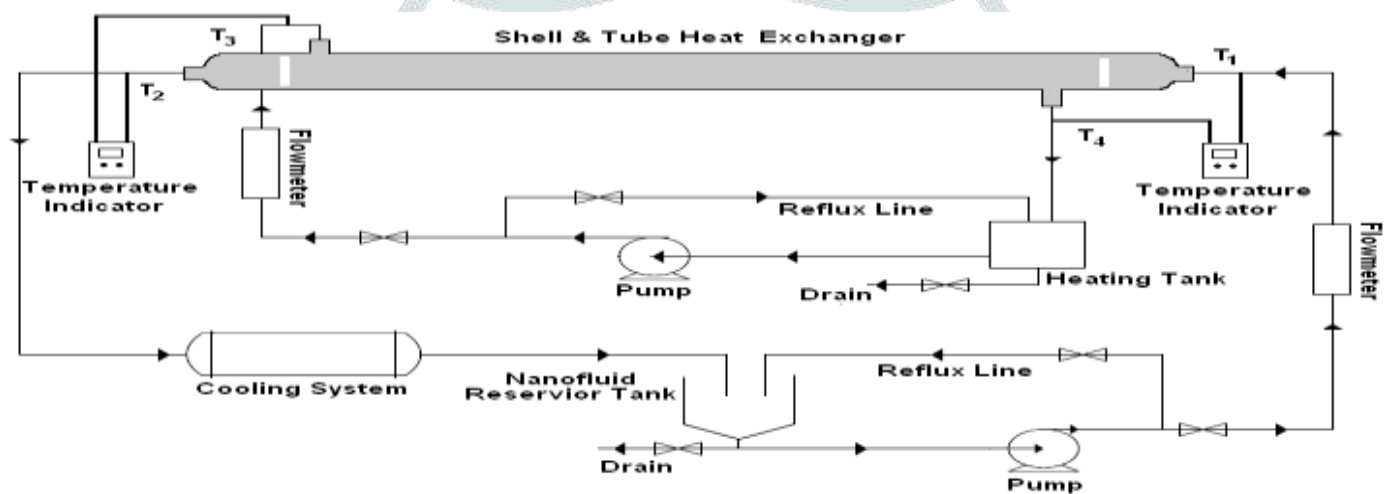 Shell & Tube Heat Exchanger
T3
T1
T2
T4
Flowmeter
Temperature
Indicator
Temperature
Indicator
Reflux Line
Flowmeter
Pump
Drain
Heating Tank
Cooling System
Nanofluid
Reservior Tank
Reflux Line
Drain
Pump